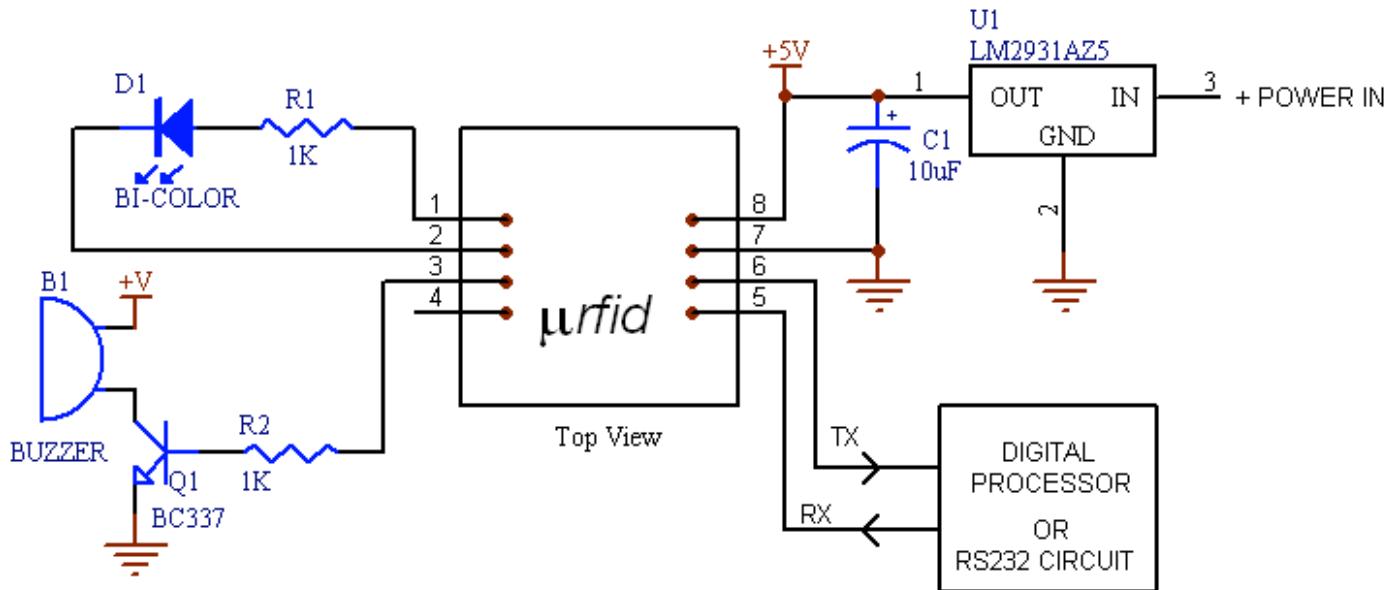 U1
LM2931AZ5
+5V
D1
R1
1
OUT
IN
3
+ POWER IN
GND
+
C1
10uF
1K
BI-COLOR
2
1
8
2
7
3
6
4
5
B1
+V
μrfid
R2
Top View
TX
BUZZER
Q1
1K
BC337
RX
DIGITAL
PROCESSOR
OR
RS232 CIRCUIT